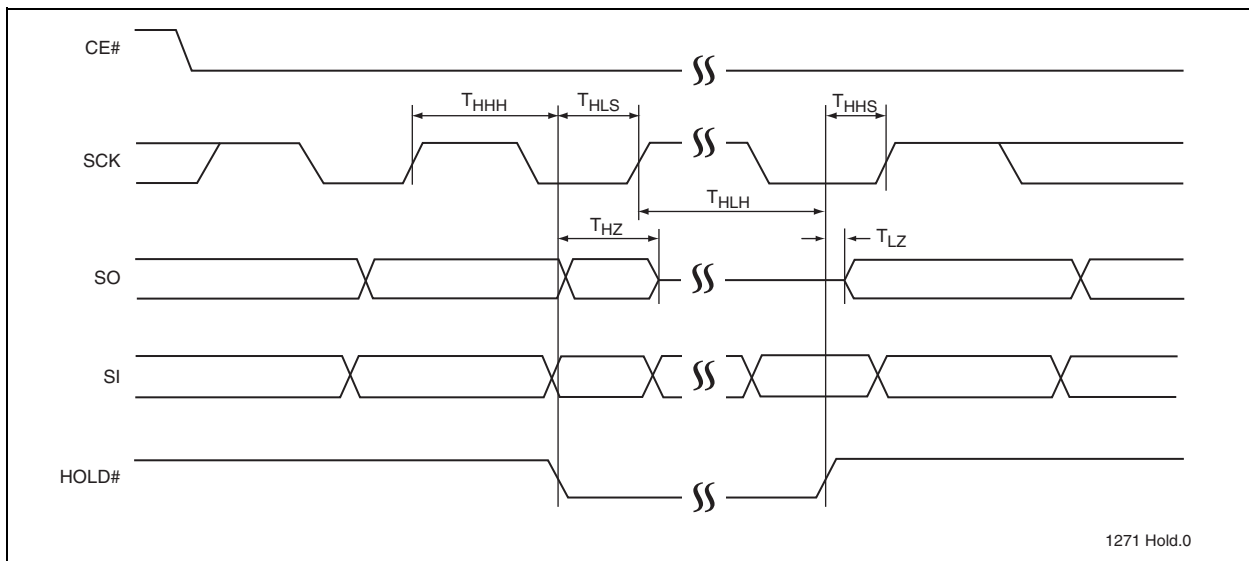 CE#
THHH
THLS
THHS
SCK
THLH
THZ
TLZ
SO
SI
HOLD#
1271 Hold.0